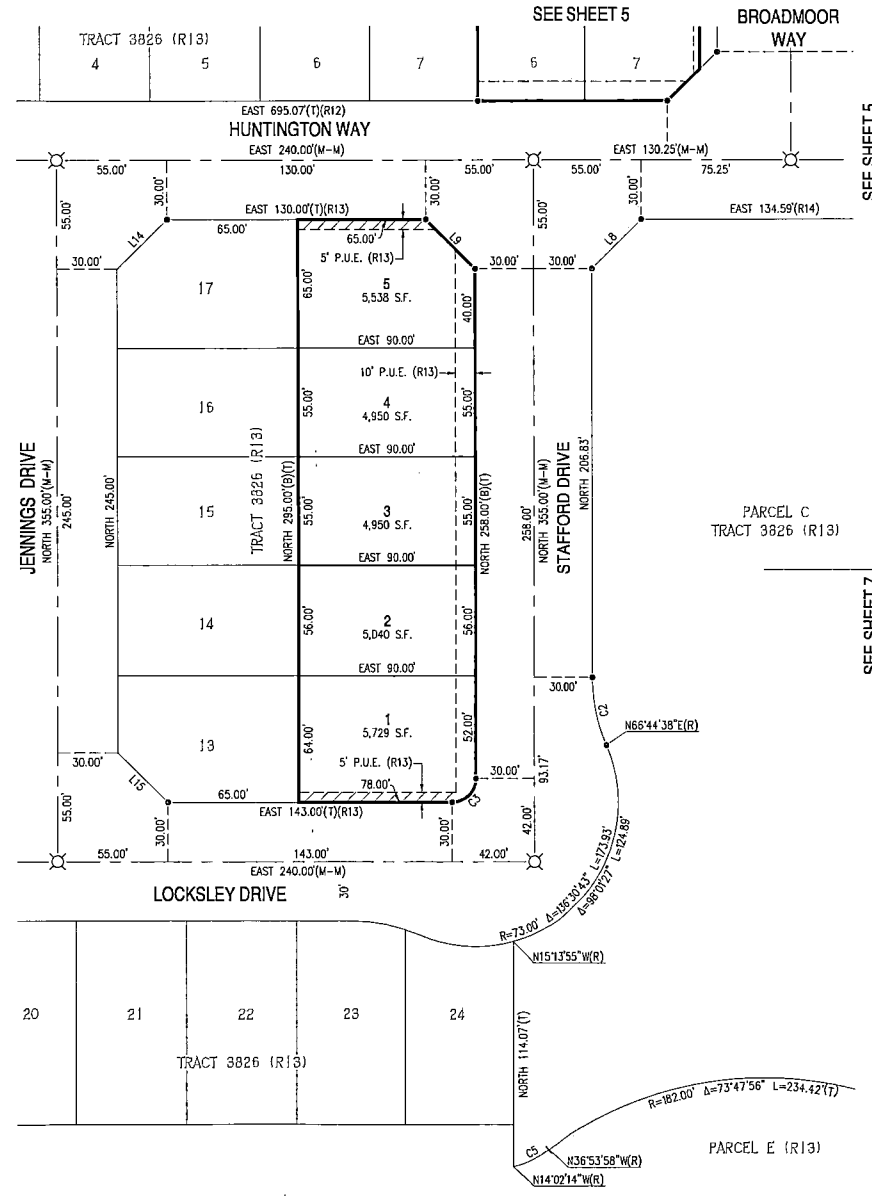 SEE SHEET 5
BROADMOOR
WAY
TRACT 3826 (R13)
4
5
6
7
6
7
SEE SHEET 5
EAST 695.07'(T)(R12)
HUNTINGTON WAY
EAST 240.00'(M-M)
EAST 130.25'(M-M)
55.00'
130.00'
55.00'
55.00'
75.25'
30.00'
30.00'
30.00'
55.00'
55.00'
EAST 130.00'(T)(R13)
EAST 134.59'(R14)
65.00'
65.00'
L14
L9
L8
5' P.U.E. (R13)
30.00'
30.00'
30.00'
17
65.00'
5
5,538 S.F.
40.00'
EAST 90.00'
10' P.U.E. (R13)
16
55.00'
4
4,950 S.F.
55.00'
EAST 90.00'
JENNINGS DRIVE
NORTH 355.00'(M-M)
245.00'
NORTH 245.00'
15
TRACT 3826 (R13)
NORTH 295.00'(B)(T)
55.00'
3
4,950 S.F.
55.00'
NORTH 258.00'(B)(T)
258.00'
NORTH 355.00'(M-M)
STAFFORD DRIVE
NORTH 206.83'
PARCEL C
TRACT 3826 (R13)
EAST 90.00'
SEE SHEET 7
14
56.00'
2
5,040 S.F.
56.00'
EAST 90.00'
30.00'
C2
N66°44'38"E(R)
13
64.00'
1
5,729 S.F.
52.00'
30.00'
L15
5' P.U.E. (R13)
78.00'
30.00'
93.17'
C3
65.00'
EAST 143.00'(T)(R13)
55.00'
30.00'
30.00'
42.00'
55.00'
143.00'
42.00'
EAST 240.00'(M-M)
LOCKSLEY DRIVE
30'
R=73.00' Δ=136°30'43" L=173.93'
Δ=98°01'27" L=124.89'
N15°13'55"W(R)
20
21
22
23
24
TRACT 3826 (R13)
NORTH 114.07'(T)
R=182.00' Δ=73°47'56" L=234.42'(T)
PARCEL E (R13)
C5
N36°53'58"W(R)
N14°02'14"W(R)